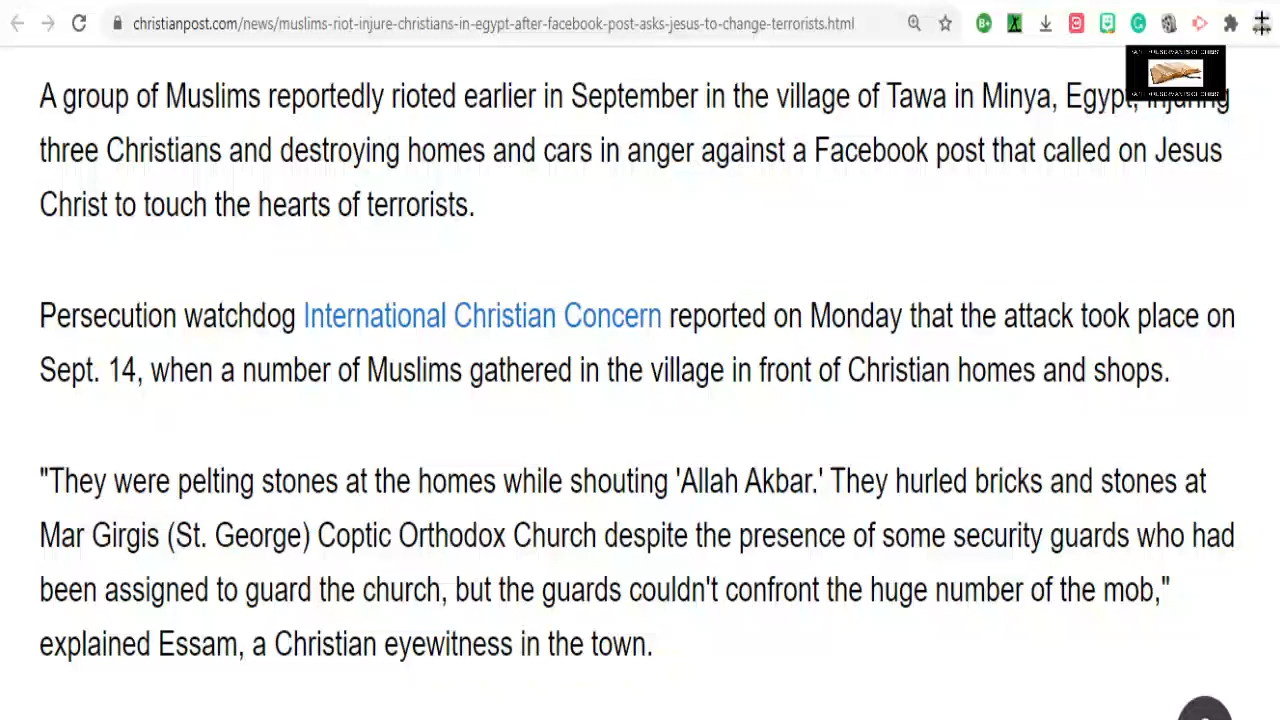 christianpost.com/news/muslims-riot-injure-christians-in-egypt-after-facebook-post-asks-jesus-to-change-terrorists.html
A group of Muslims reportedly rioted earlier in September in the village of Tawa in Minya, Egypt, injuring
three Christians and destroying homes and cars in anger against a Facebook post that called on Jesus
Christ to touch the hearts of terrorists.
Persecution watchdog International Christian Concern reported on Monday that the attack took place on
Sept. 14, when a number of Muslims gathered in the village in front of Christian homes and shops.
"They were pelting stones at the homes while shouting 'Allah Akbar.' They hurled bricks and stones at
Mar Girgis (St. George) Coptic Orthodox Church despite the presence of some security guards who had
been assigned to guard the church, but the guards couldn't confront the huge number of the mob,"
explained Essam, a Christian eyewitness in the town.